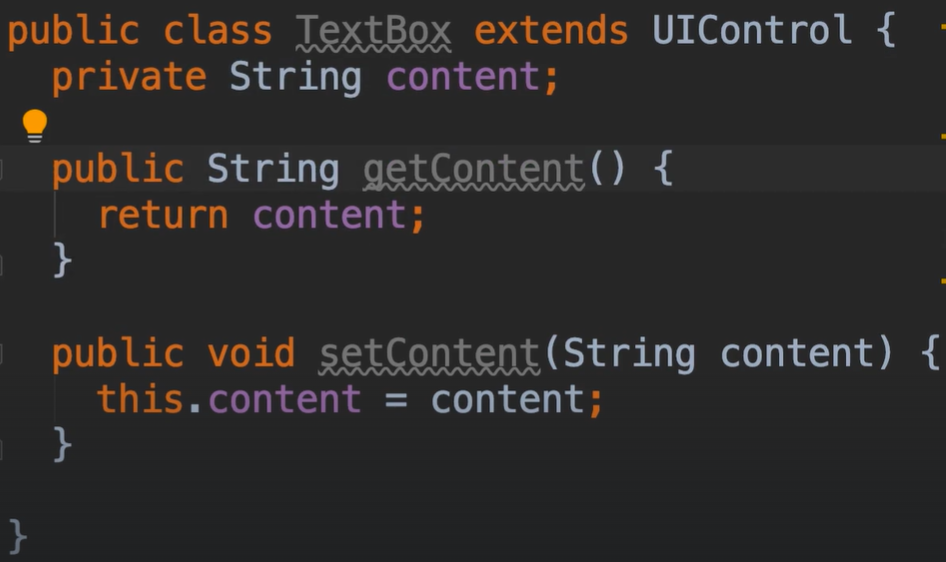 public class TextBox extends UIControl {
  private String content;
  public String getContent() {
    return content;
  }
  public void setContent(String content) {
    this.content = content;
  }
}